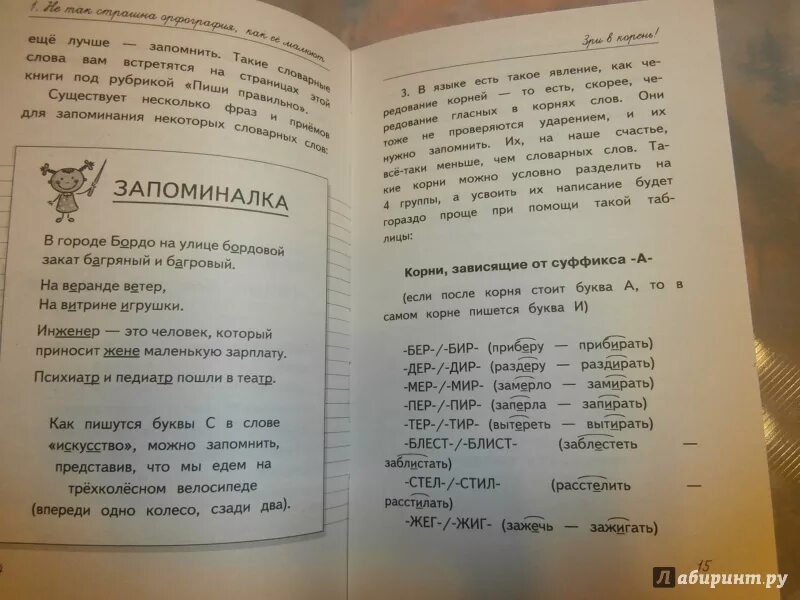 1. Не так страшна орфография, как её малюют
ещё лучше — запомнить. Такие словарные
слова вам встретятся на страницах этой
книги под рубрикой «Пиши правильно».
Существует несколько фраз и приёмов
для запоминания некоторых словарных слов:
ЗАПОМИНАЛКА
В городе Бордо на улице бордовой
закат багряный и багровый.
На веранде ветер,
На витрине игрушки.
Инженер — это человек, который
приносит жене маленькую зарплату.
Психиатр и педиатр пошли в театр.
Как пишутся буквы С в слове
«искусство», можно запомнить,
представив, что мы едем на
трёхколёсном велосипеде
(впереди одно колесо, сзади два).
Зри в корень!
3. В языке есть такое явление, как че-
редование корней — то есть, скорее, че-
редование гласных в корнях слов. Они
тоже не проверяются ударением, и их
нужно запомнить. Их, на наше счастье,
всё-таки меньше, чем словарных слов. Та-
кие корни можно условно разделить на
4 группы, а усвоить их написание будет
гораздо проще при помощи такой таб-
лицы:
Корни, зависящие от суффикса -А-
(если после корня стоит буква А, то в
самом корне пишется буква И)
-БЕР-/-БИР- (приберу — прибирать)
-ДЕР-/-ДИР- (раздеру — раздирать)
-МЕР-/-МИР- (замерло — замирать)
-ПЕР-/-ПИР- (заперла — запирать)
-ТЕР-/-ТИР- (вытереть — вытирать)
-БЛЕСТ-/-БЛИСТ- (заблестеть —
заблистать)
-СТЕЛ-/-СТИЛ- (расстелить —
расстилать)
-ЖЕГ-/-ЖИГ- (зажечь — зажигать)
15
Лабиринт.ру